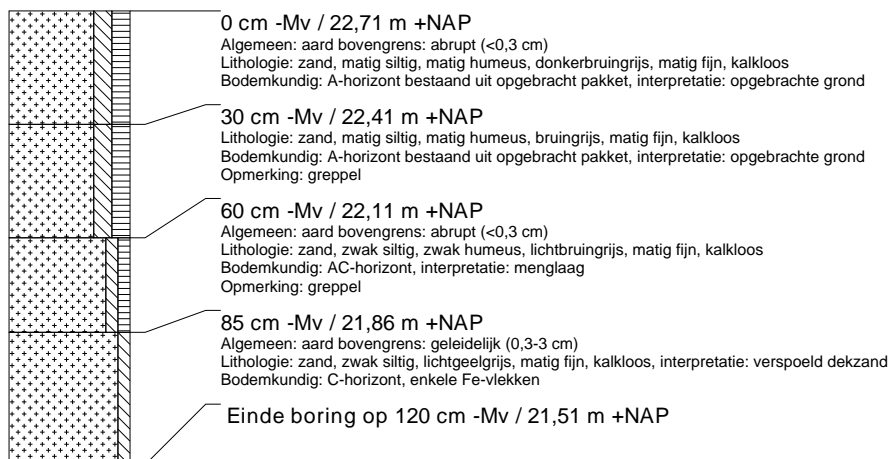 0 cm -Mv / 22,71 m +NAP
Algemeen: aard bovengrens: abrupt (<0,3 cm)
Lithologie: zand, matig siltig, matig humeus, donkerbruingrijs, matig fijn, kalkloos
Bodemkundig: A-horizont bestaand uit opgebracht pakket, interpretatie: opgebrachte grond
30 cm -Mv / 22,41 m +NAP
Lithologie: zand, matig siltig, matig humeus, bruingrijs, matig fijn, kalkloos
Bodemkundig: A-horizont bestaand uit opgebracht pakket, interpretatie: opgebrachte grond
Opmerking: greppel
60 cm -Mv / 22,11 m +NAP
Algemeen: aard bovengrens: abrupt (<0,3 cm)
Lithologie: zand, zwak siltig, zwak humeus, lichtbruingrijs, matig fijn, kalkloos
Bodemkundig: AC-horizont, interpretatie: menglaag
Opmerking: greppel
85 cm -Mv / 21,86 m +NAP
Algemeen: aard bovengrens: geleidelijk (0,3-3 cm)
Lithologie: zand, zwak siltig, lichtgeelgrijs, matig fijn, kalkloos, interpretatie: verspoeld dekzand
Bodemkundig: C-horizont, enkele Fe-vlekken
Einde boring op 120 cm -Mv / 21,51 m +NAP